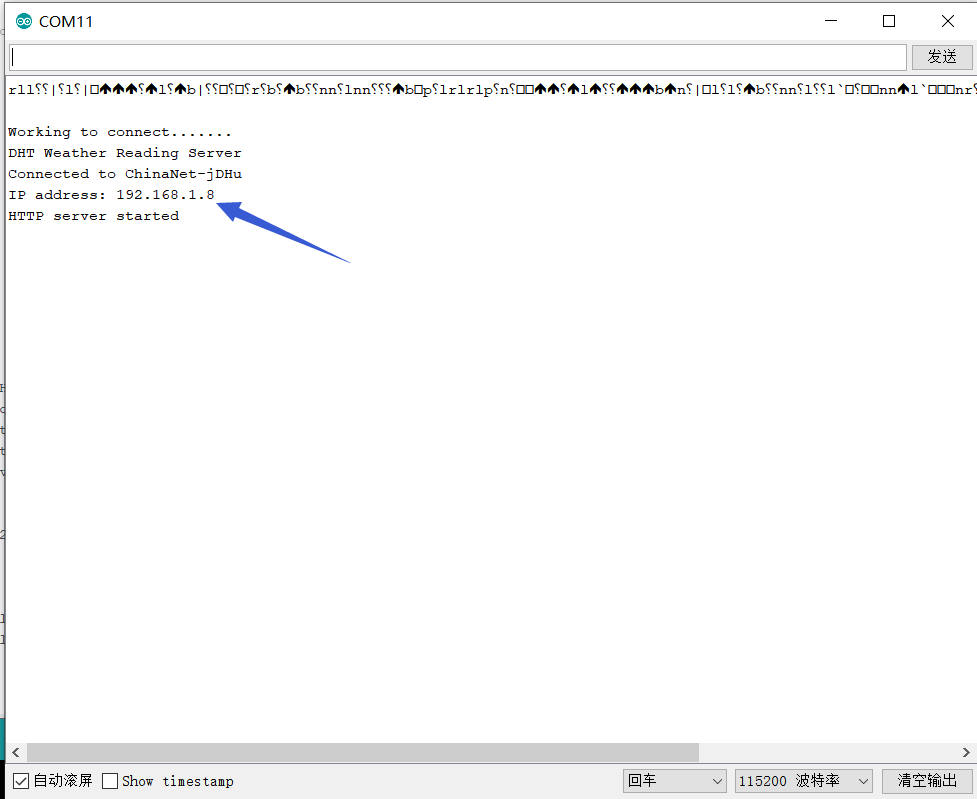 COM11
发送
Working to connect.......
DHT Weather Reading Server
Connected to ChinaNet-jDHu
IP address: 192.168.1.8
HTTP server started
自动滚屏 Show timestamp 回车 115200 波特率 清空输出